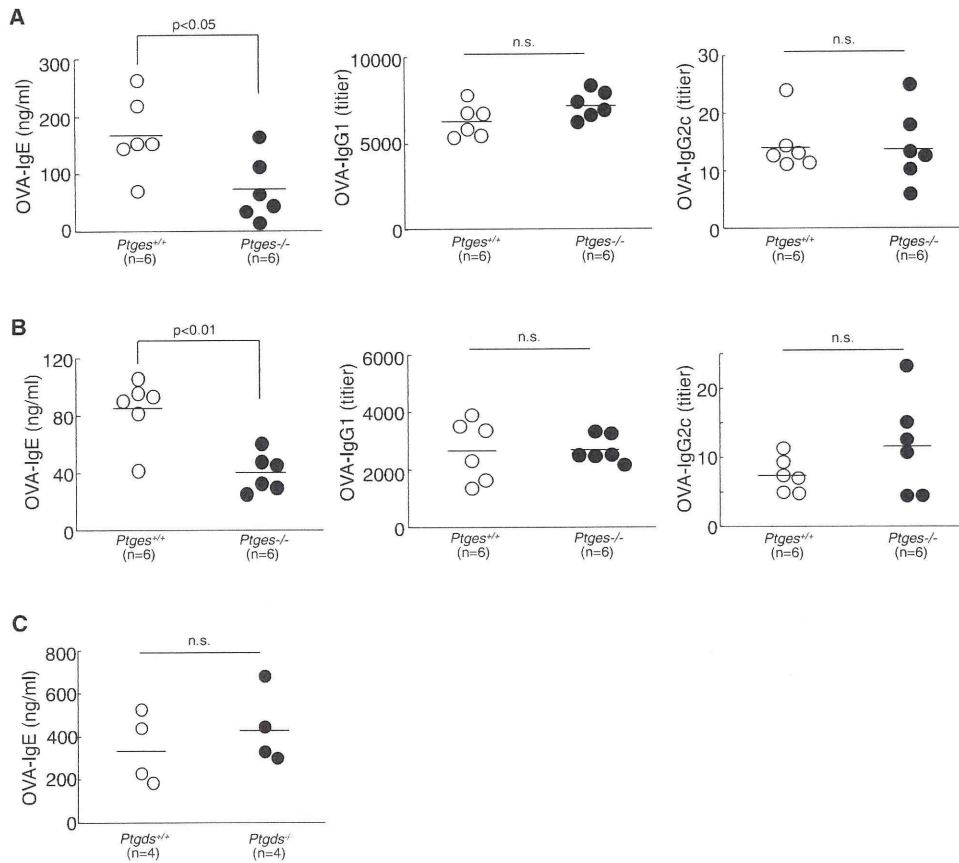 A
p<0.05
OVA-IgE (ng/ml)
300
200
100
0
Ptges+/+
(n=6)
Ptges-/-
(n=6)
n.s.
OVA-IgG1 (titier)
10000
5000
0
Ptges+/+
(n=6)
Ptges-/-
(n=6)
n.s.
OVA-IgG2c (titier)
30
20
10
0
Ptges+/+
(n=6)
Ptges-/-
(n=6)
B
p<0.01
OVA-IgE (ng/ml)
120
80
40
0
Ptges+/+
(n=6)
Ptges-/-
(n=6)
n.s.
OVA-IgG1 (titier)
6000
4000
2000
0
Ptges+/+
(n=6)
Ptges-/-
(n=6)
n.s.
OVA-IgG2c (titier)
20
10
0
Ptges+/+
(n=6)
Ptges-/-
(n=6)
C
n.s.
OVA-IgE (ng/ml)
800
600
400
200
0
Ptgds+/+
(n=4)
Ptgds-/-
(n=4)